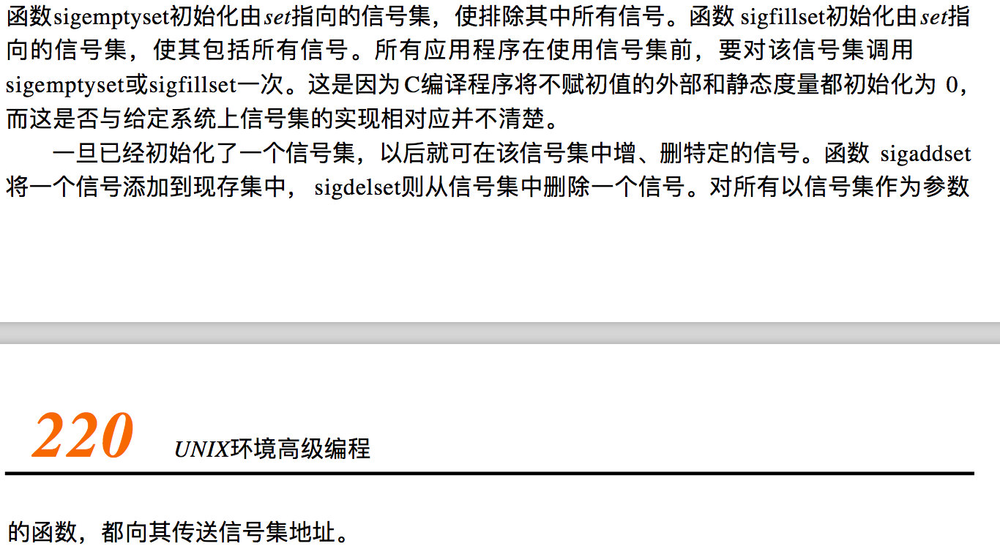 函数sigemptyset初始化由set指向的信号集，使排除其中所有信号。函数 sigfillset初始化由set指
向的信号集，使其包括所有信号。所有应用程序在使用信号集前，要对该信号集调用
sigemptyset或sigfillset一次。这是因为C编译程序将不赋初值的外部和静态度量都初始化为 0，
而这是否与给定系统上信号集的实现相对应并不清楚。
一旦已经初始化了一个信号集，以后就可在该信号集中增、删特定的信号。函数 sigaddset
将一个信号添加到现存集中， sigdelset则从信号集中删除一个信号。对所有以信号集作为参数
220 UNIX环境高级编程
的函数，都向其传送信号集地址。